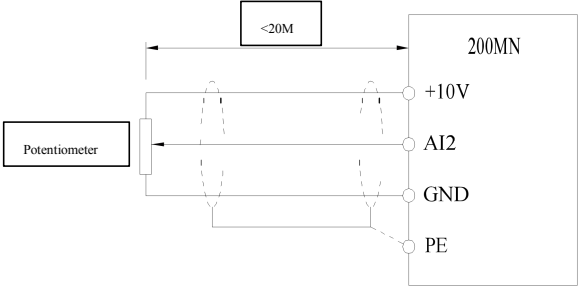 <20M
200MN
+10V
Potentiometer
AI2
GND
PE